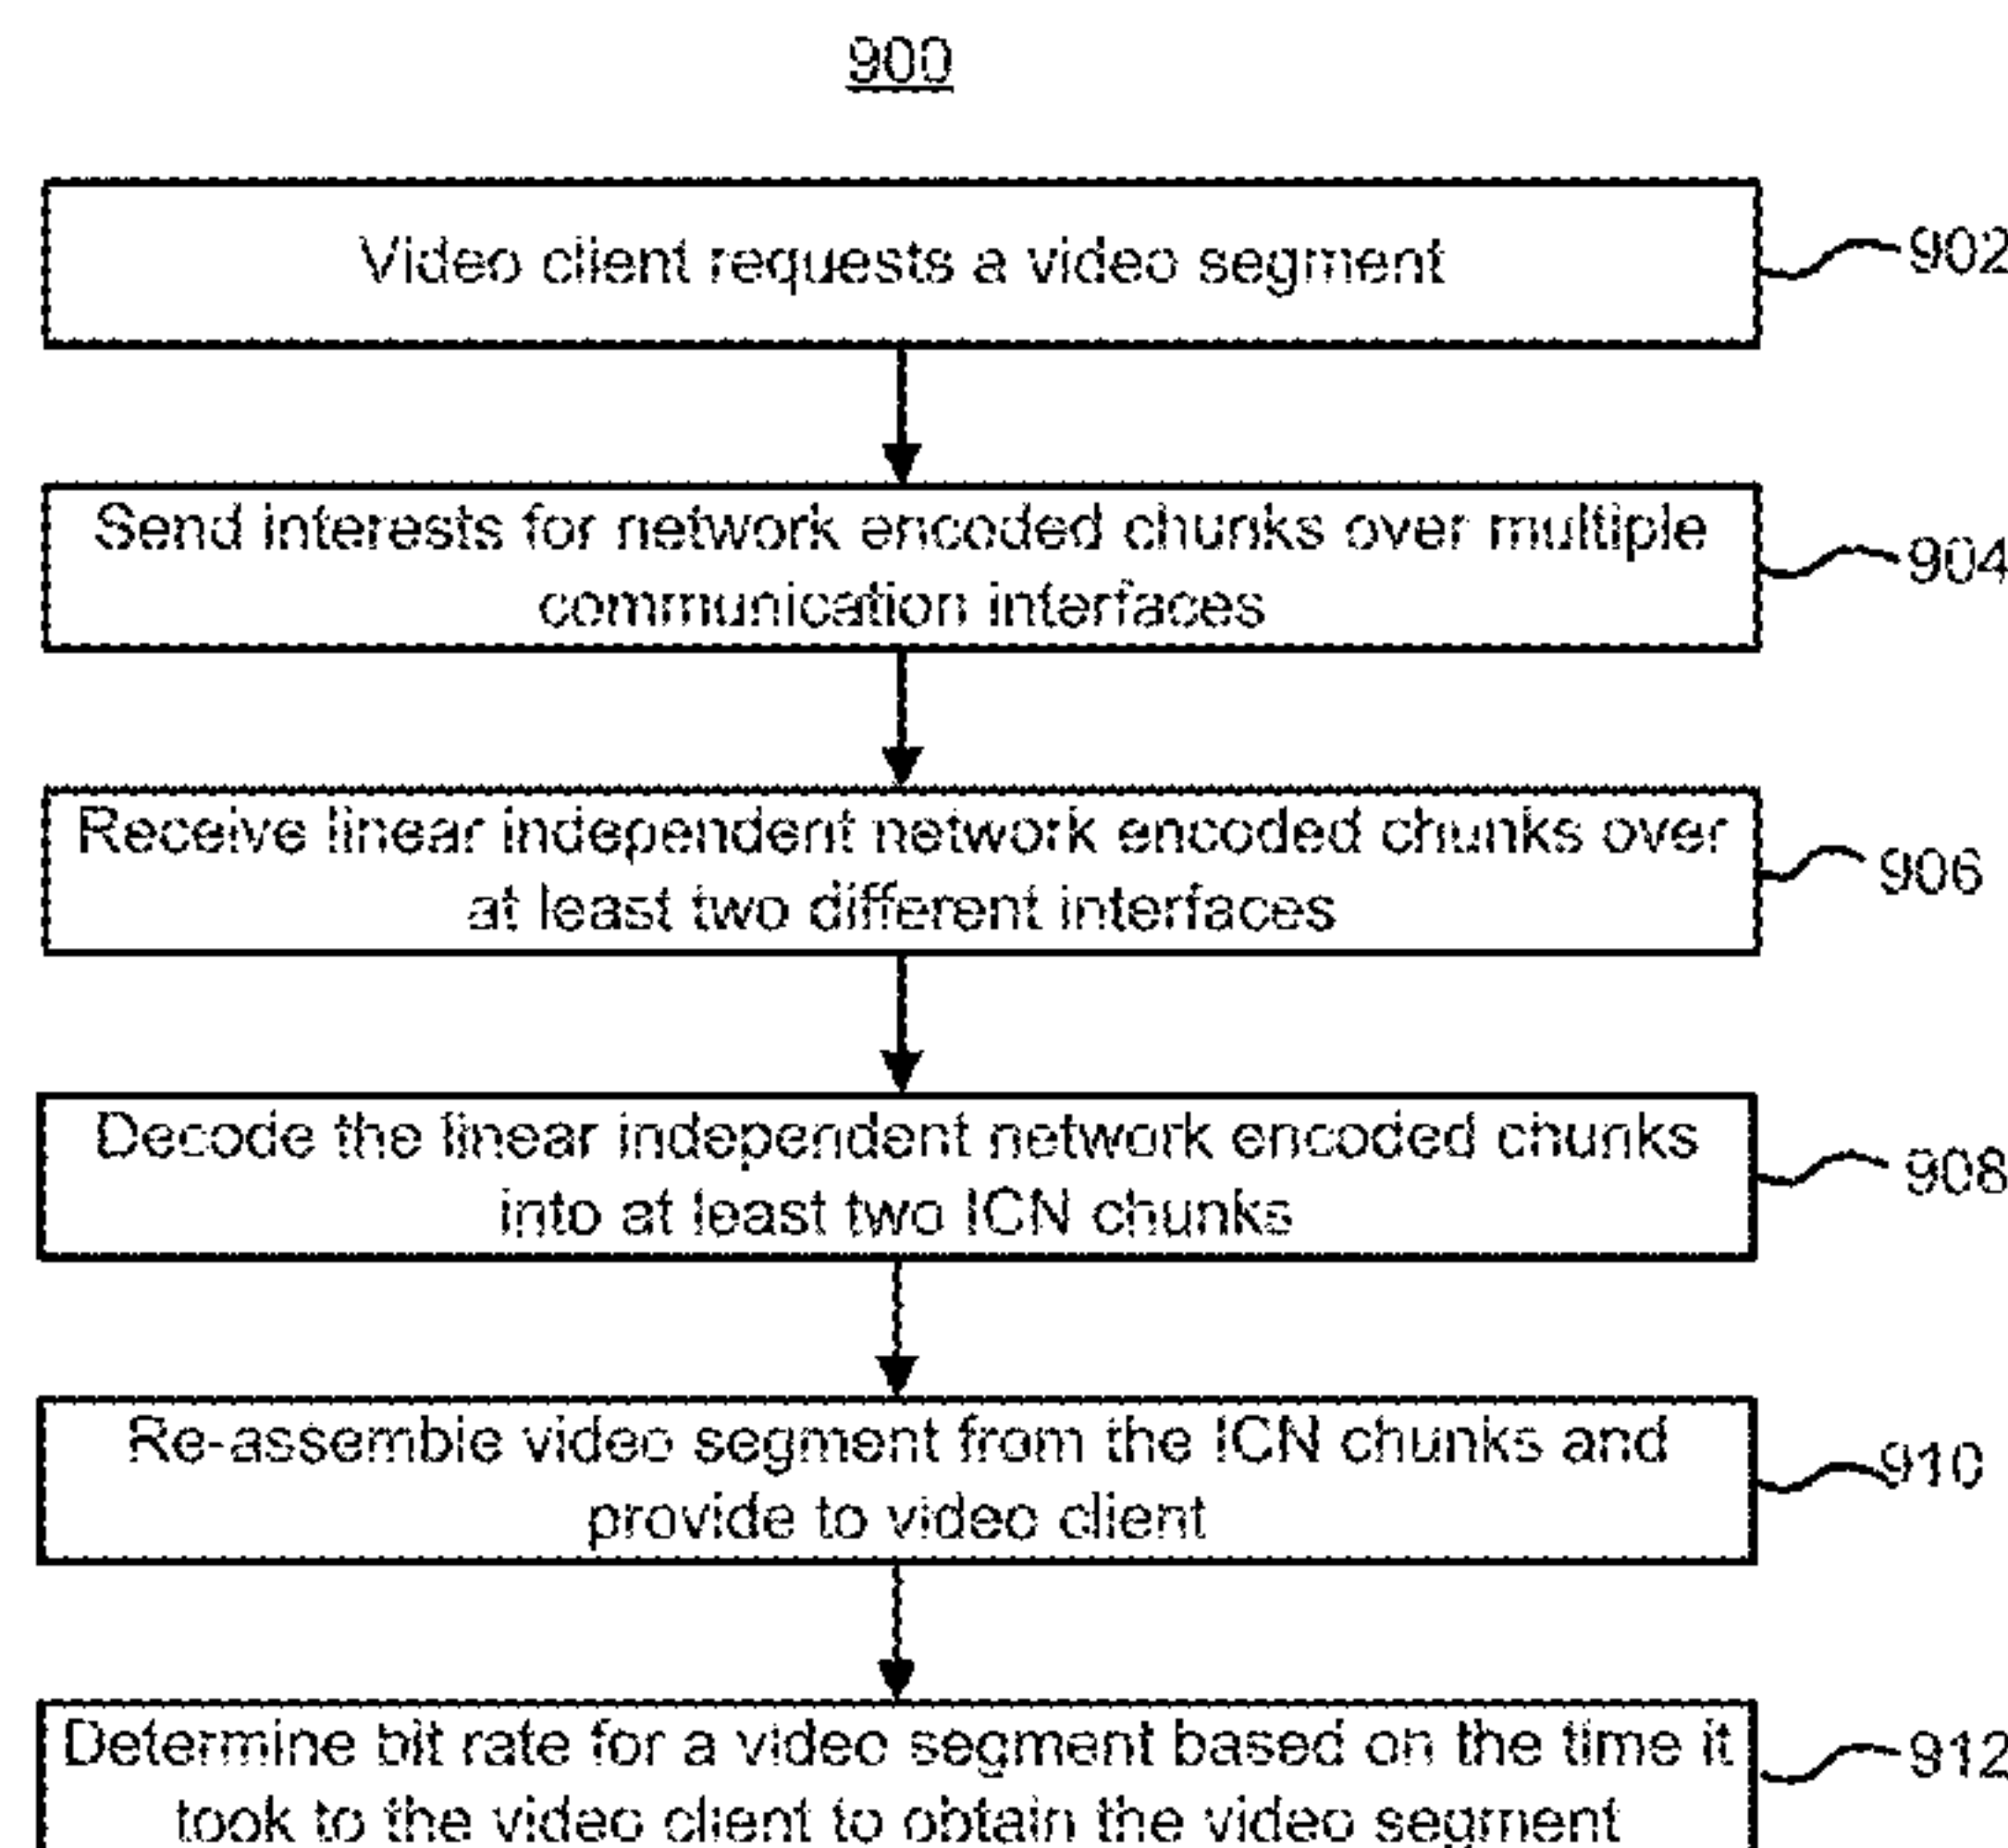 900
Video client requests a video segment
902
Send interests for network encoded chunks over multiple
communication interfaces
904
Receive linear independent network encoded chunks over
at least two different interfaces
906
Decode the linear independent network encoded chunks
into at least two ICN chunks
908
Re-assemble video segment from the ICN chunks and
provide to video client
910
Determine bit rate for a video segment based on the time it
took to the video client to obtain the video segment
912